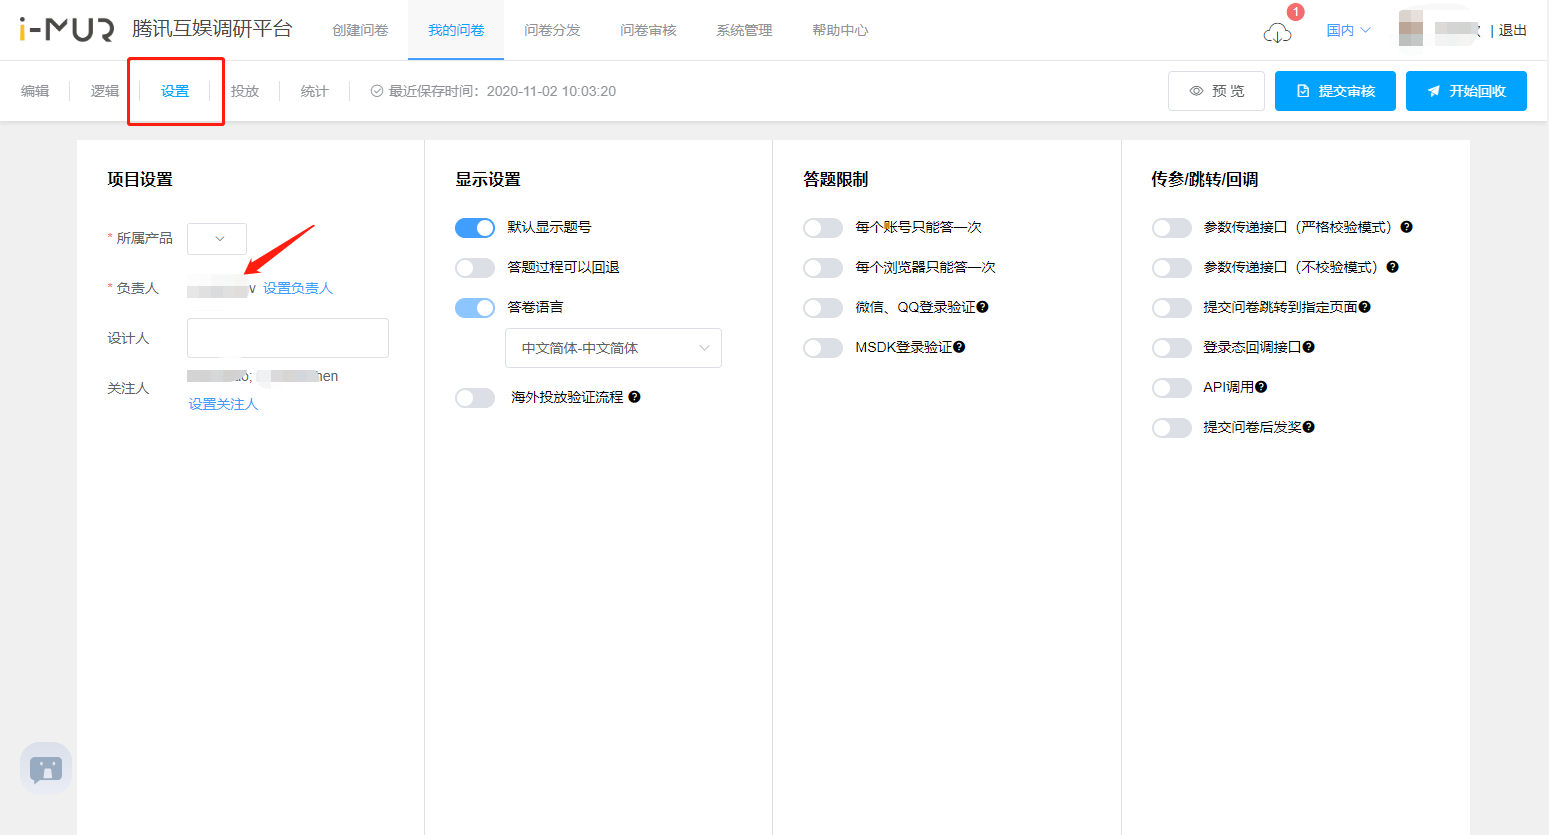 i-MUR 腾讯互娱调研平台 创建问卷 我的问卷 问卷分发 问卷审核 系统管理 帮助中心 1 国内 | 退出
编辑 逻辑 设置 投放 统计 最近保存时间：2020-11-02 10:03:20 预 览 提交审核 开始回收
项目设置
* 所属产品
* 负责人 设置负责人
设计人
关注人 hen
设置关注人
显示设置
默认显示题号
答题过程可以回退
答卷语言
中文简体-中文简体
海外投放验证流程
答题限制
每个账号只能答一次
每个浏览器只能答一次
微信、QQ登录验证
MSDK登录验证
传参/跳转/回调
参数传递接口（严格校验模式）
参数传递接口（不校验模式）
提交问卷跳转到指定页面
登录态回调接口
API调用
提交问卷后发奖